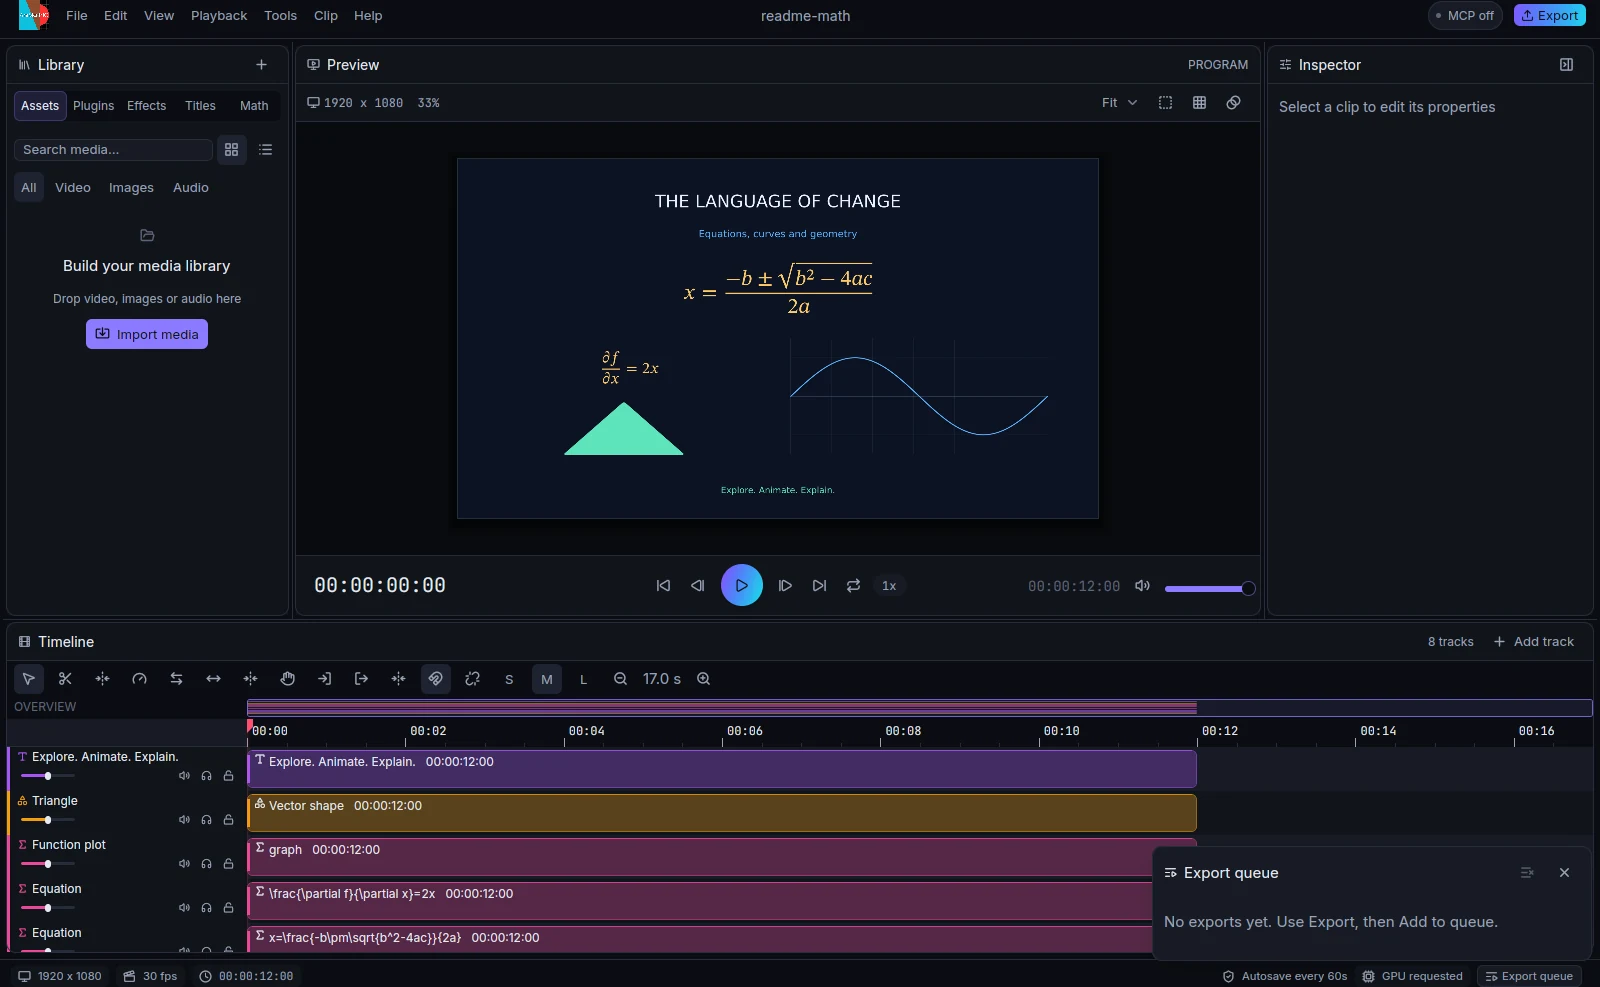 File Edit View Playback Tools Clip Help
readme-math
MCP off
Export
Library
Preview
PROGRAM
Inspector
Assets Plugins Effects Titles Math
1920 x 1080 33%
Fit
Select a clip to edit its properties
Search media...
All Video Images Audio
Build your media library
Drop video, images or audio here
Import media
THE LANGUAGE OF CHANGE
Equations, curves and geometry
x = \frac{-b ± \sqrt{b² − 4ac}}{2a}
\frac{∂f}{∂x} = 2x
Explore. Animate. Explain.
00:00:00:00
1x
00:00:12:00
Timeline
8 tracks
Add track
S M L
17.0 s
OVERVIEW
00:00 00:02 00:04 00:06 00:08 00:10 00:12 00:14 00:16
Explore. Animate. Explain.
Explore. Animate. Explain. 00:00:12:00
Triangle
Vector shape 00:00:12:00
Function plot
graph 00:00:12:00
Equation
\frac{\partial f}{\partial x}=2x 00:00:12:00
Equation
x=\frac{-b\pm\sqrt{b^2-4ac}}{2a} 00:00:12:00
Export queue
No exports yet. Use Export, then Add to queue.
1920 x 1080
30 fps
00:00:12:00
Autosave every 60s
GPU requested
Export queue